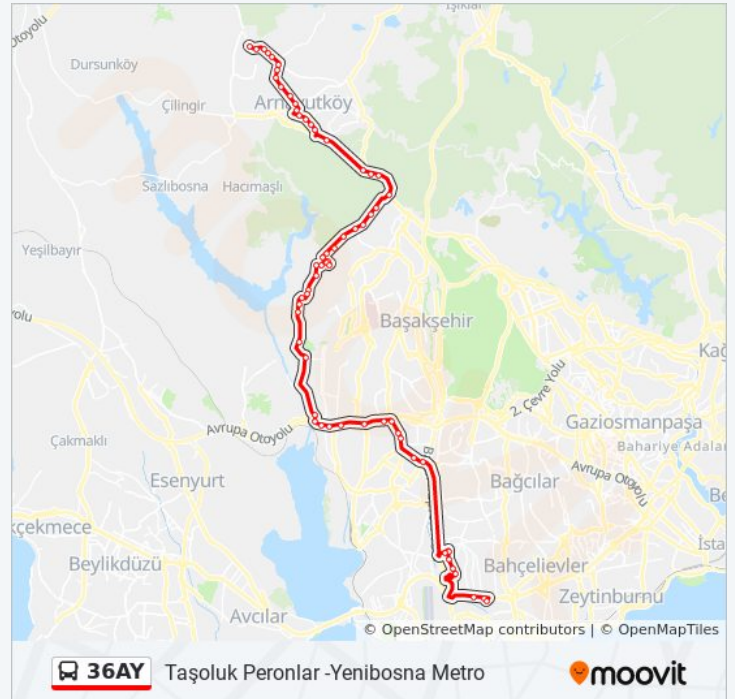 Işıklar
Otoyolu
Dursunköy
Çilingir
Arnavutköy
Sazlıbosna
Hacımaşlı
Yeşilbayır
olu
Başakşehir
Kağ
2. Çevre Yolu
Gaziosmanpaşa
Avrupa Otoyolu
Bahariye Adalar
Çakmaklı
B
Esenyurt
Bağcılar
Avrupa Otoyolu
Be
kçekmece
İsta
Beylikdüzü
Bahçelievler
Zeytinburnu
Avcılar
© OpenStreetMap contributors | © OpenMapTiles
36AY Taşoluk Peronlar -Yenibosna Metro
moovit